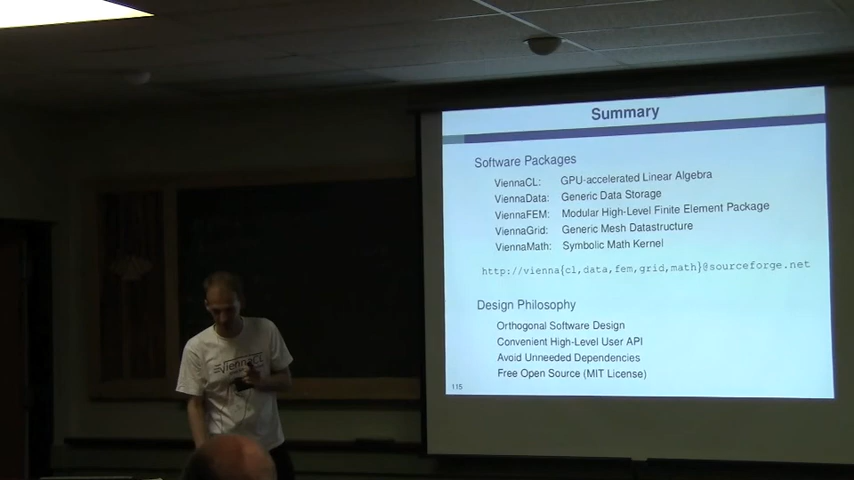 Summary
Software Packages
ViennaCL: GPU-accelerated Linear Algebra
ViennaData: Generic Data Storage
ViennaFEM: Modular High-Level Finite Element Package
ViennaGrid: Generic Mesh Datastructure
ViennaMath: Symbolic Math Kernel
http://vienna{cl,data,fem,grid,math}@sourceforge.net
Design Philosophy
Orthogonal Software Design
Convenient High-Level User API
Avoid Unneeded Dependencies
Free Open Source (MIT License)
115
ViennaCL